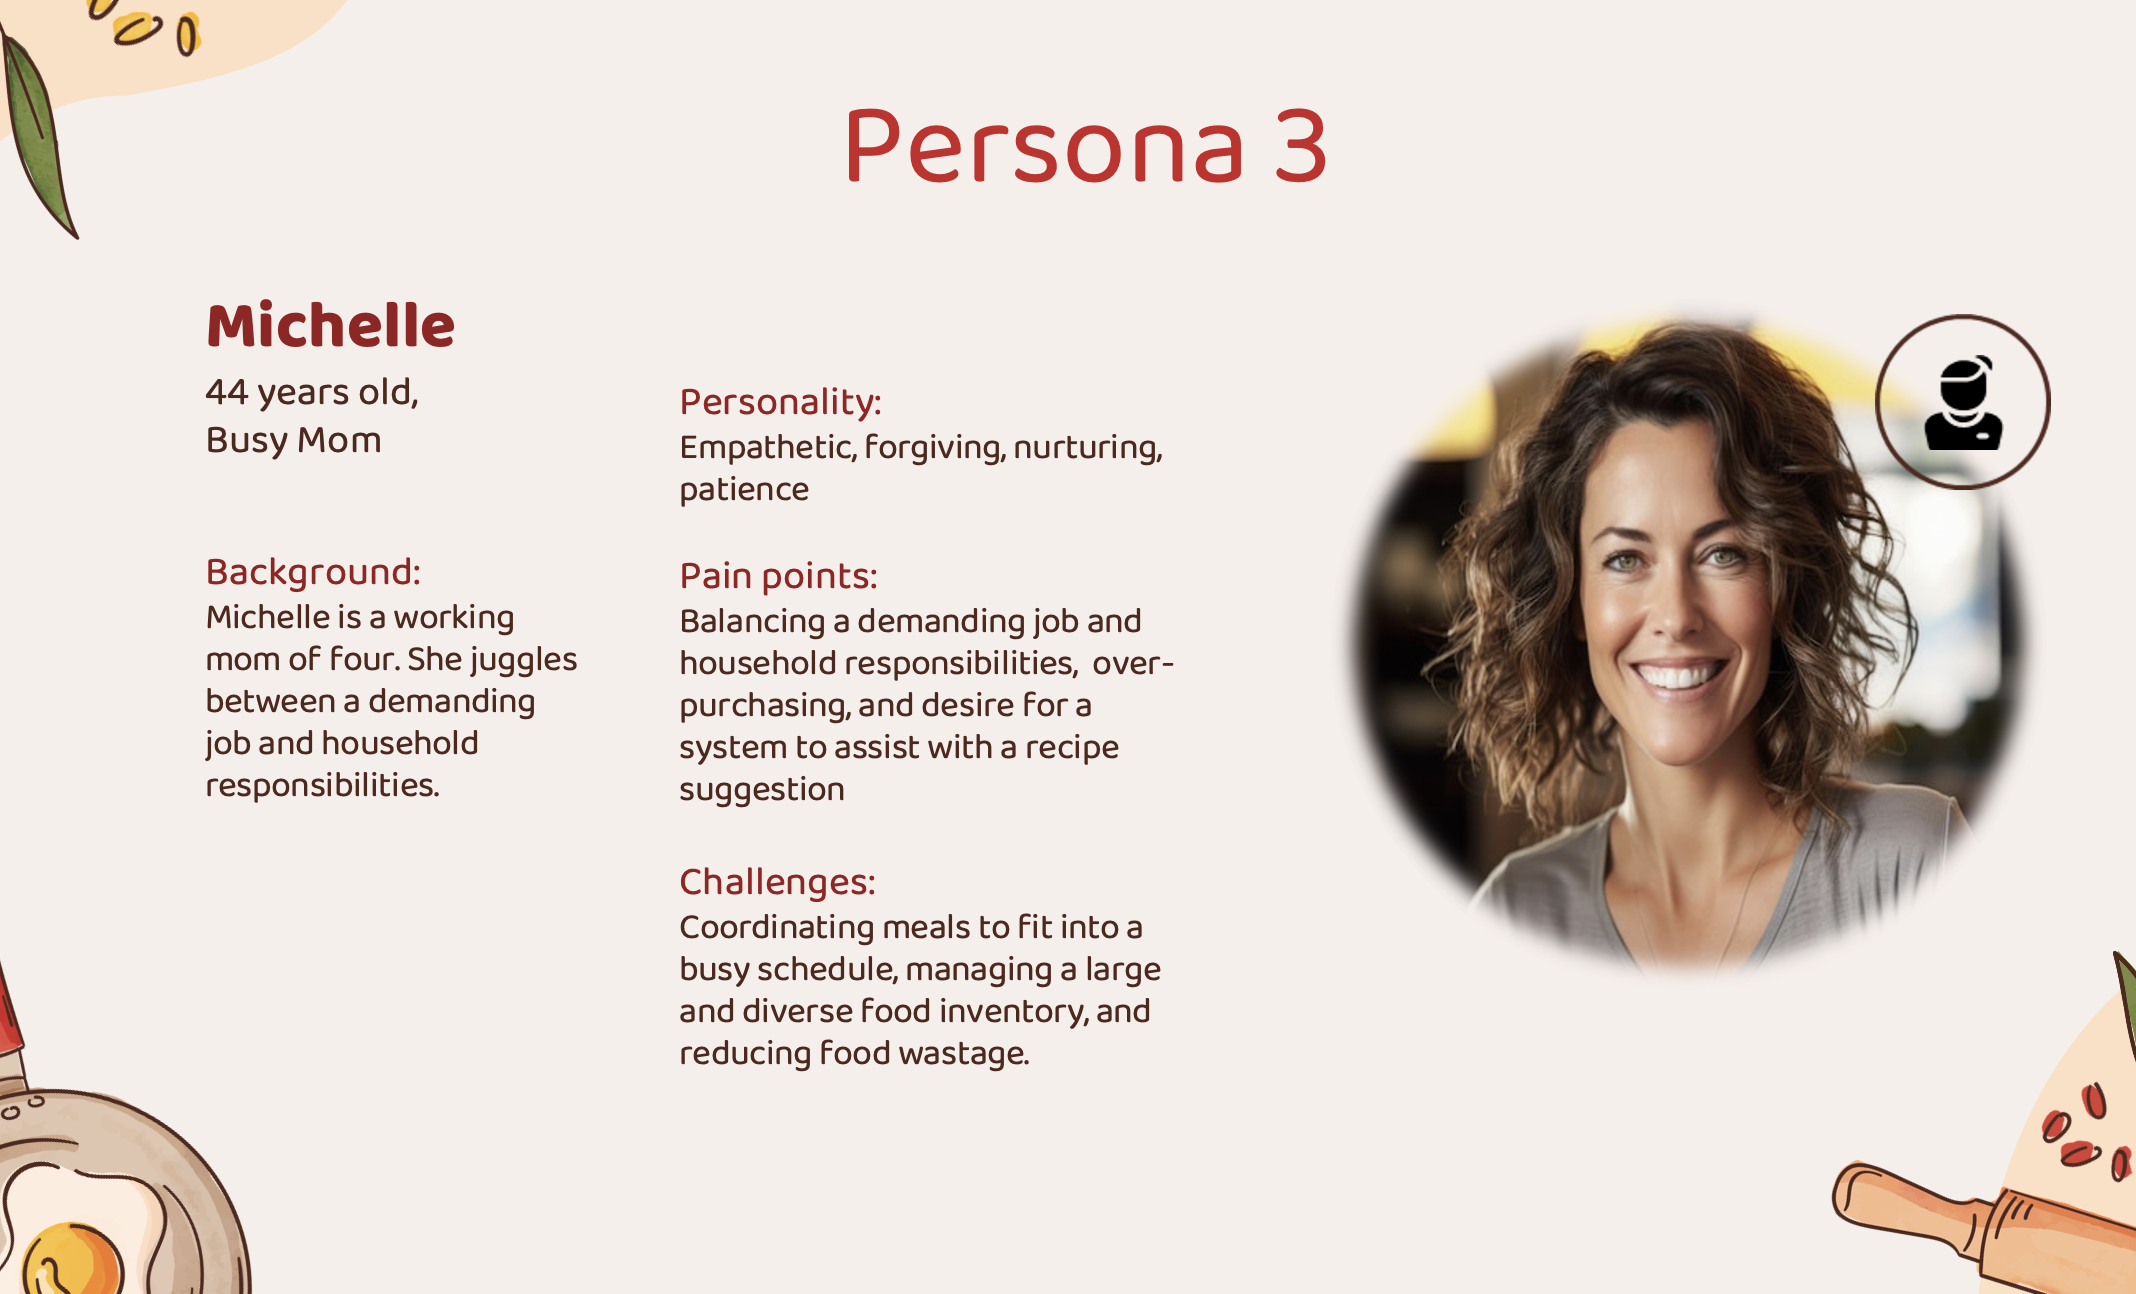 Persona 3
Michelle
44 years old,
Busy Mom
Background:
Michelle is a working
mom of four. She juggles
between a demanding
job and household
responsibilities.
Personality:
Empathetic, forgiving, nurturing,
patience
Pain points:
Balancing a demanding job and
household responsibilities,  over-
purchasing, and desire for a
system to assist with a recipe
suggestion
Challenges:
Coordinating meals to fit into a
busy schedule, managing a large
and diverse food inventory, and
reducing food wastage.